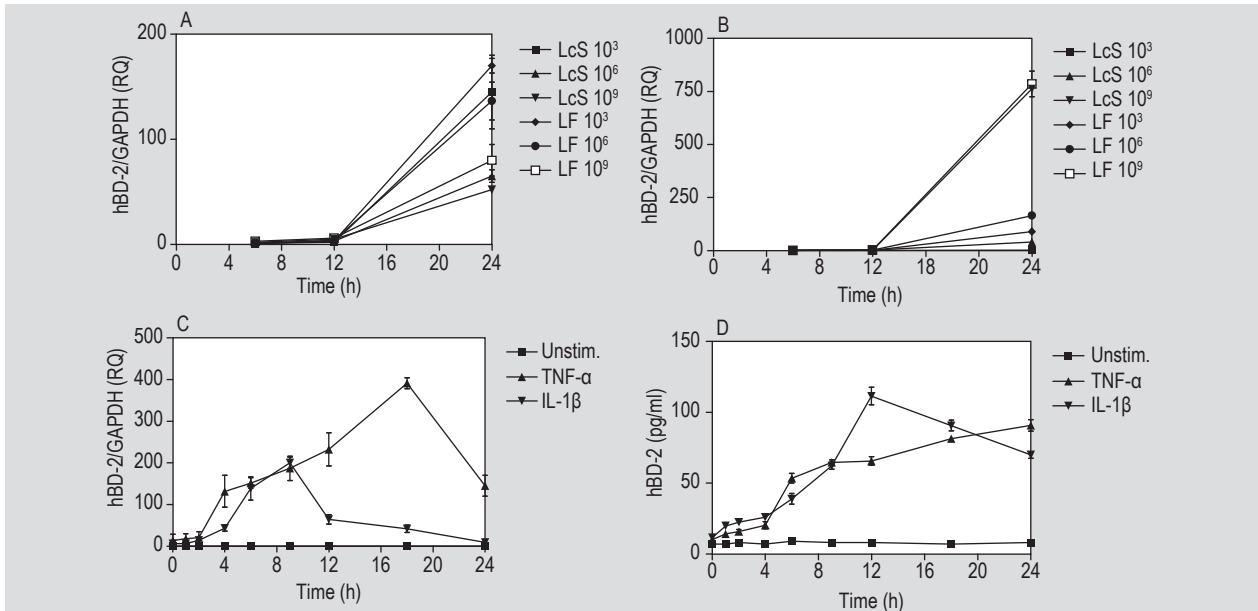 A
hBD-2/GAPDH (RQ)
200
100
0
0 4 8 12 16 20 24
Time (h)
LcS 10³
LcS 10⁶
LcS 10⁹
LF 10³
LF 10⁶
LF 10⁹
B
hBD-2/GAPDH (RQ)
1000
750
500
250
0
0 4 8 12 16 20 24
Time (h)
LcS 10³
LcS 10⁶
LcS 10⁹
LF 10³
LF 10⁶
LF 10⁹
C
hBD-2/GAPDH (RQ)
500
400
300
200
100
0
0 4 8 12 16 20 24
Time (h)
Unstim.
TNF-α
IL-1β
D
hBD-2 (pg/ml)
150
100
50
0
0 4 8 12 16 20 24
Time (h)
Unstim.
TNF-α
IL-1β